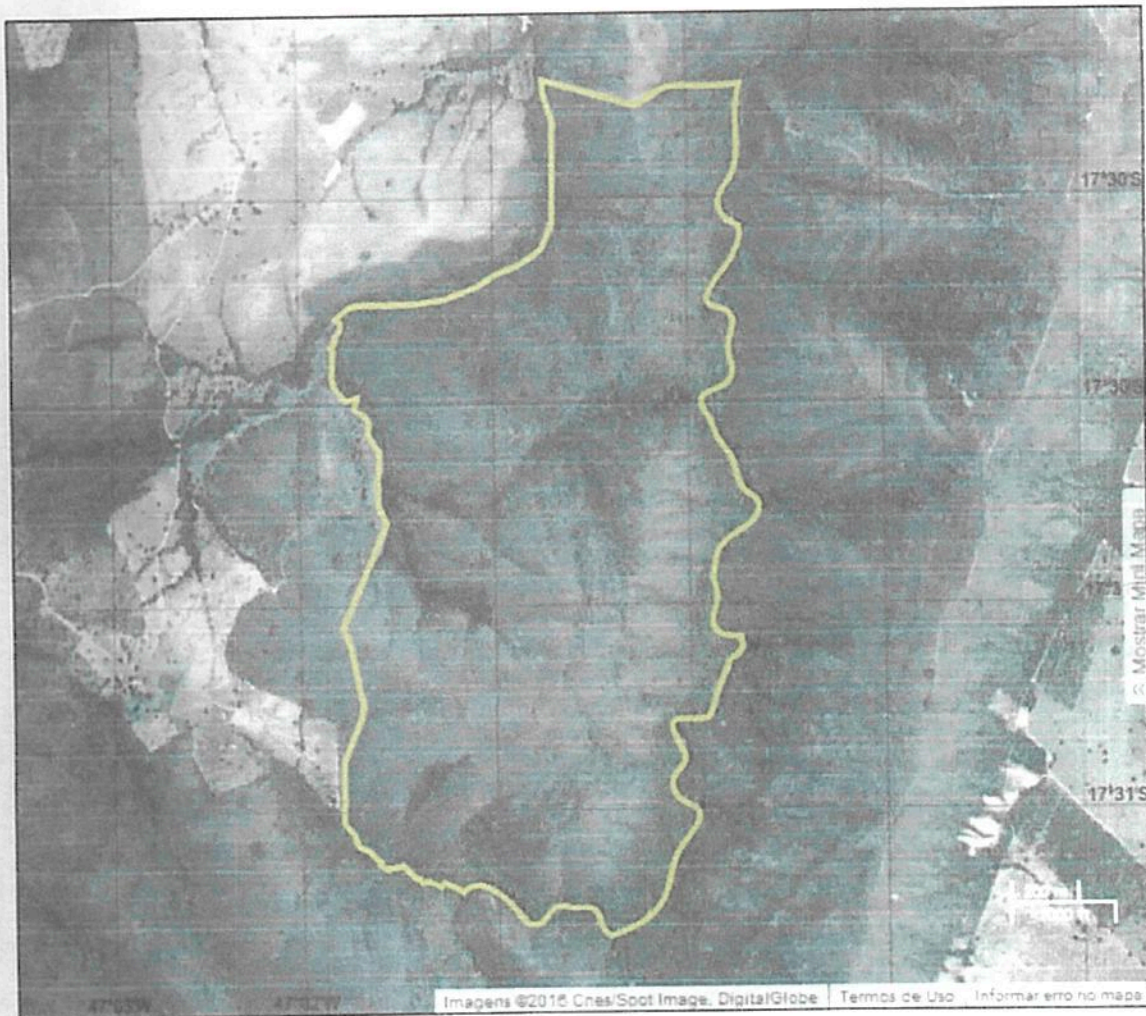 17°30'S
17°30'S
Mostrar Mini Mapa
17°31'S
47°03'W 47°02'W
Imagens ©2016 Cnes/Spot Image, DigitalGlobe Termos de Uso Informar erro no mapa